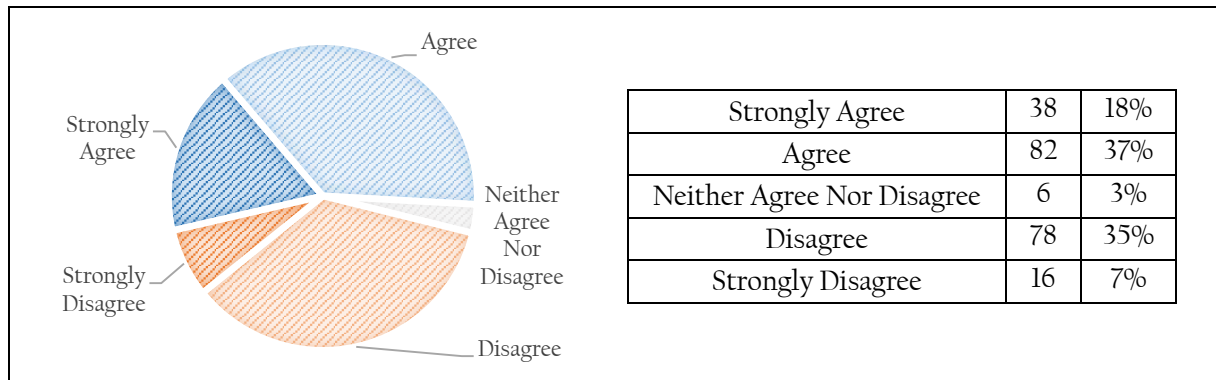 Agree
Strongly
Agree
Neither
Agree
Nor
Disagree
Strongly
Disagree
Disagree
Strongly Agree 38 18%
Agree 82 37%
Neither Agree Nor Disagree 6 3%
Disagree 78 35%
Strongly Disagree 16 7%